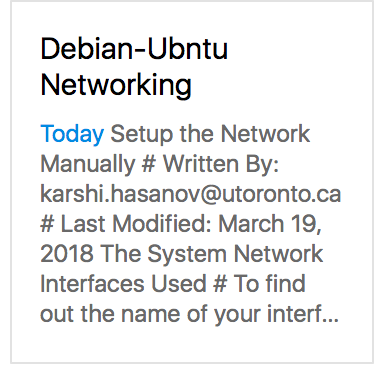 Debian-Ubntu
Networking
Today Setup the Network
Manually # Written By:
karshi.hasanov@utoronto.ca
# Last Modified: March 19,
2018 The System Network
Interfaces Used # To find
out the name of your interf...